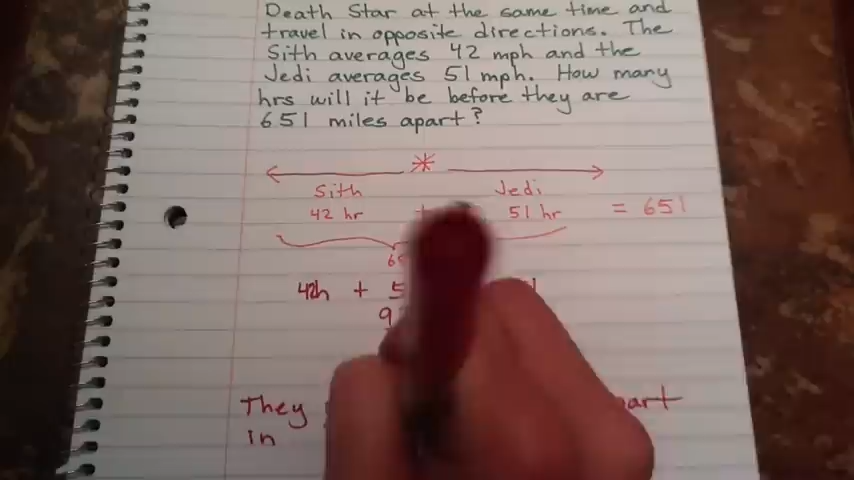 Death Star at the same time and
travel in opposite directions. The
Sith averages 42 mph and the
Jedi averages 51 mph. How many
hrs will it be before they are
651 miles apart?
Sith Jedi
42 hr + 51 hr = 651
42h +
They
in